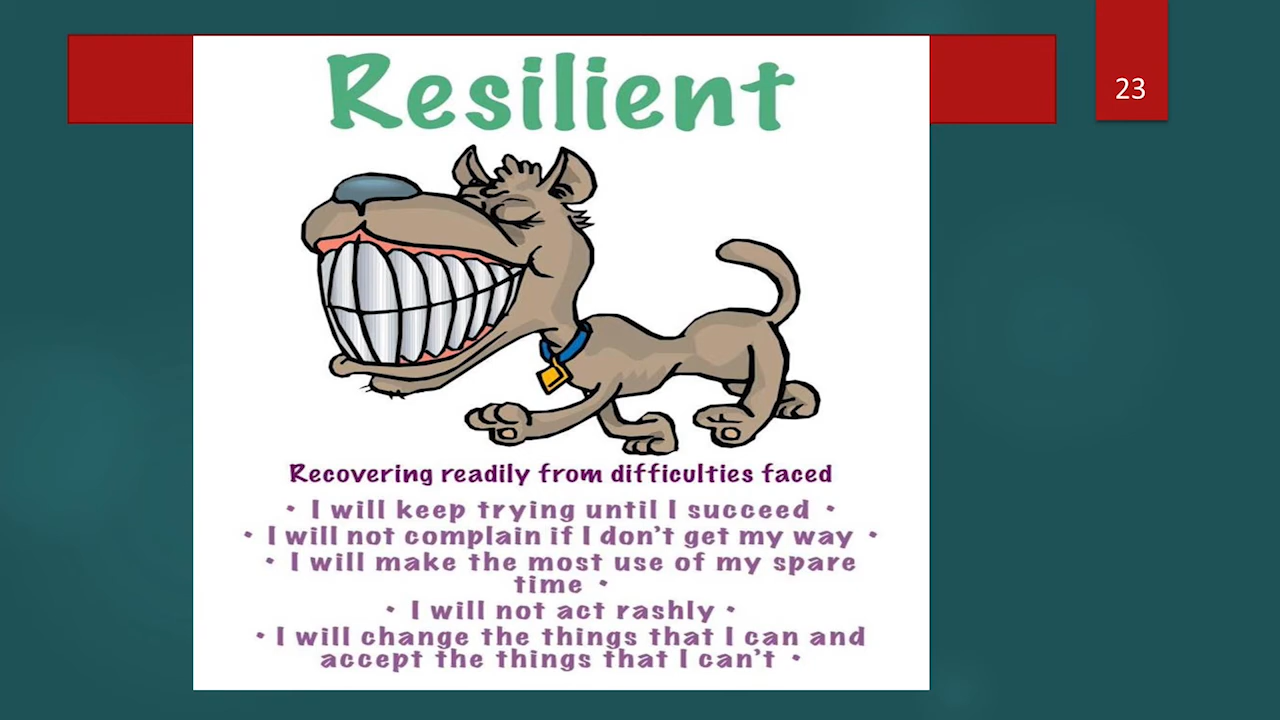 Resilient
23
Recovering readily from difficulties faced
• I will keep trying until I succeed •
• I will not complain if I don't get my way •
• I will make the most use of my spare
time •
• I will not act rashly •
• I will change the things that I can and
accept the things that I can't •